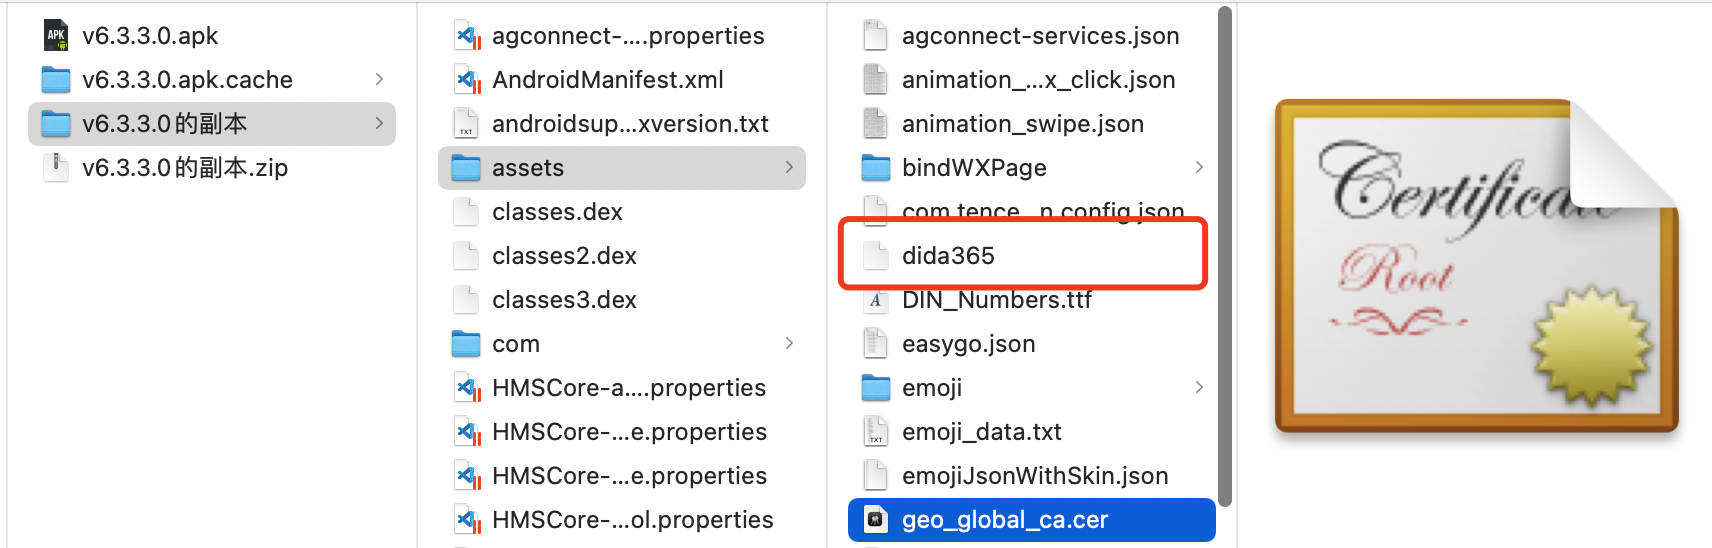 v6.3.3.0.apk
v6.3.3.0.apk.cache
v6.3.3.0的副本
v6.3.3.0的副本.zip
agconnect-....properties
AndroidManifest.xml
androidsup...xversion.txt
assets
classes.dex
classes2.dex
classes3.dex
com
HMSCore-a....properties
HMSCore-...e.properties
HMSCore-...e.properties
HMSCore-...ol.properties
agconnect-services.json
animation_...x_click.json
animation_swipe.json
bindWXPage
com.tence...n.config.json
dida365
DIN_Numbers.ttf
easygo.json
emoji
emoji_data.txt
emojiJsonWithSkin.json
geo_global_ca.cer
Certificate
Root
APK
TXT
TXT